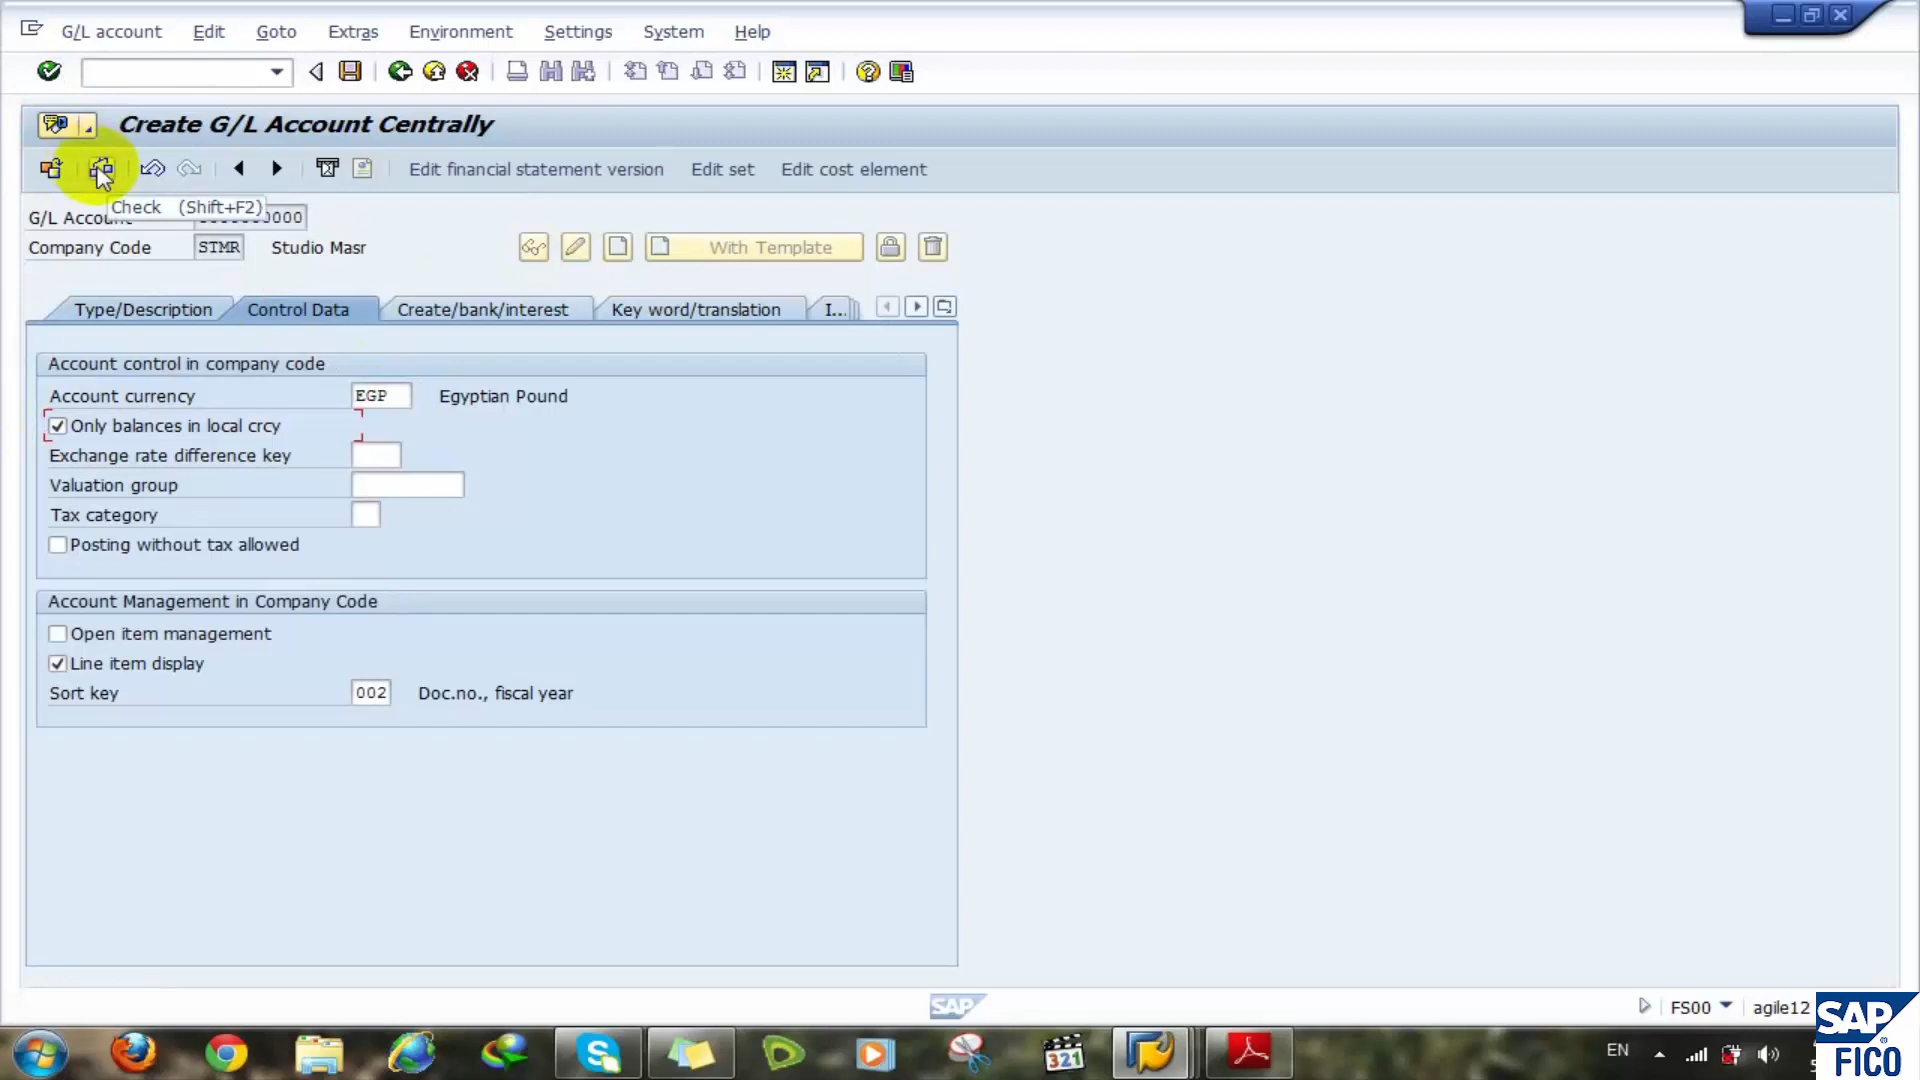 G/L account Edit Goto Extras Environment Settings System Help
Create G/L Account Centrally
Edit financial statement version Edit set Edit cost element
Check (Shift+F2)
G/L Account
Company Code STMR Studio Masr With Template
Type/Description Control Data Create/bank/interest Key word/translation I...
Account control in company code
Account currency EGP Egyptian Pound
Only balances in local crcy
Exchange rate difference key
Valuation group
Tax category
Posting without tax allowed
Account Management in Company Code
Open item management
Line item display
Sort key 002 Doc.no., fiscal year
SAP FS00 agile12
SAP
FICO
EN
321